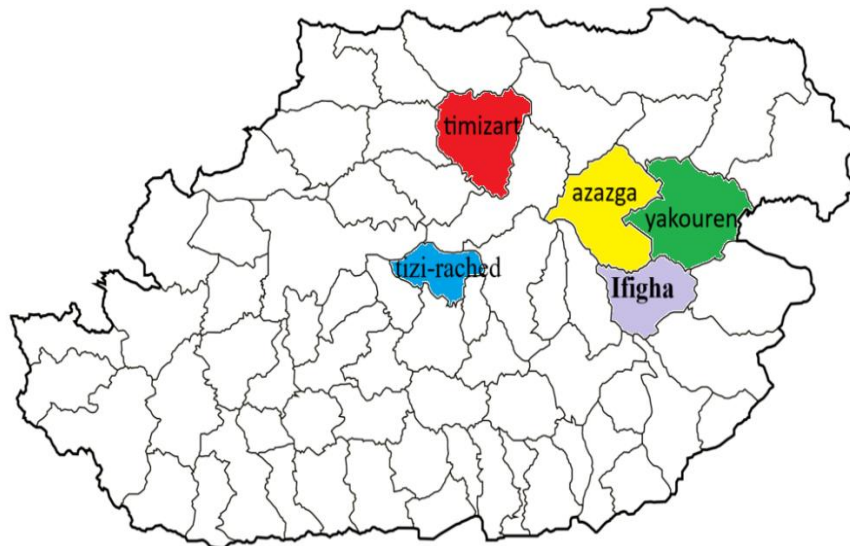 timizart
azazga
yakouren
tizi-rached
Ifigha